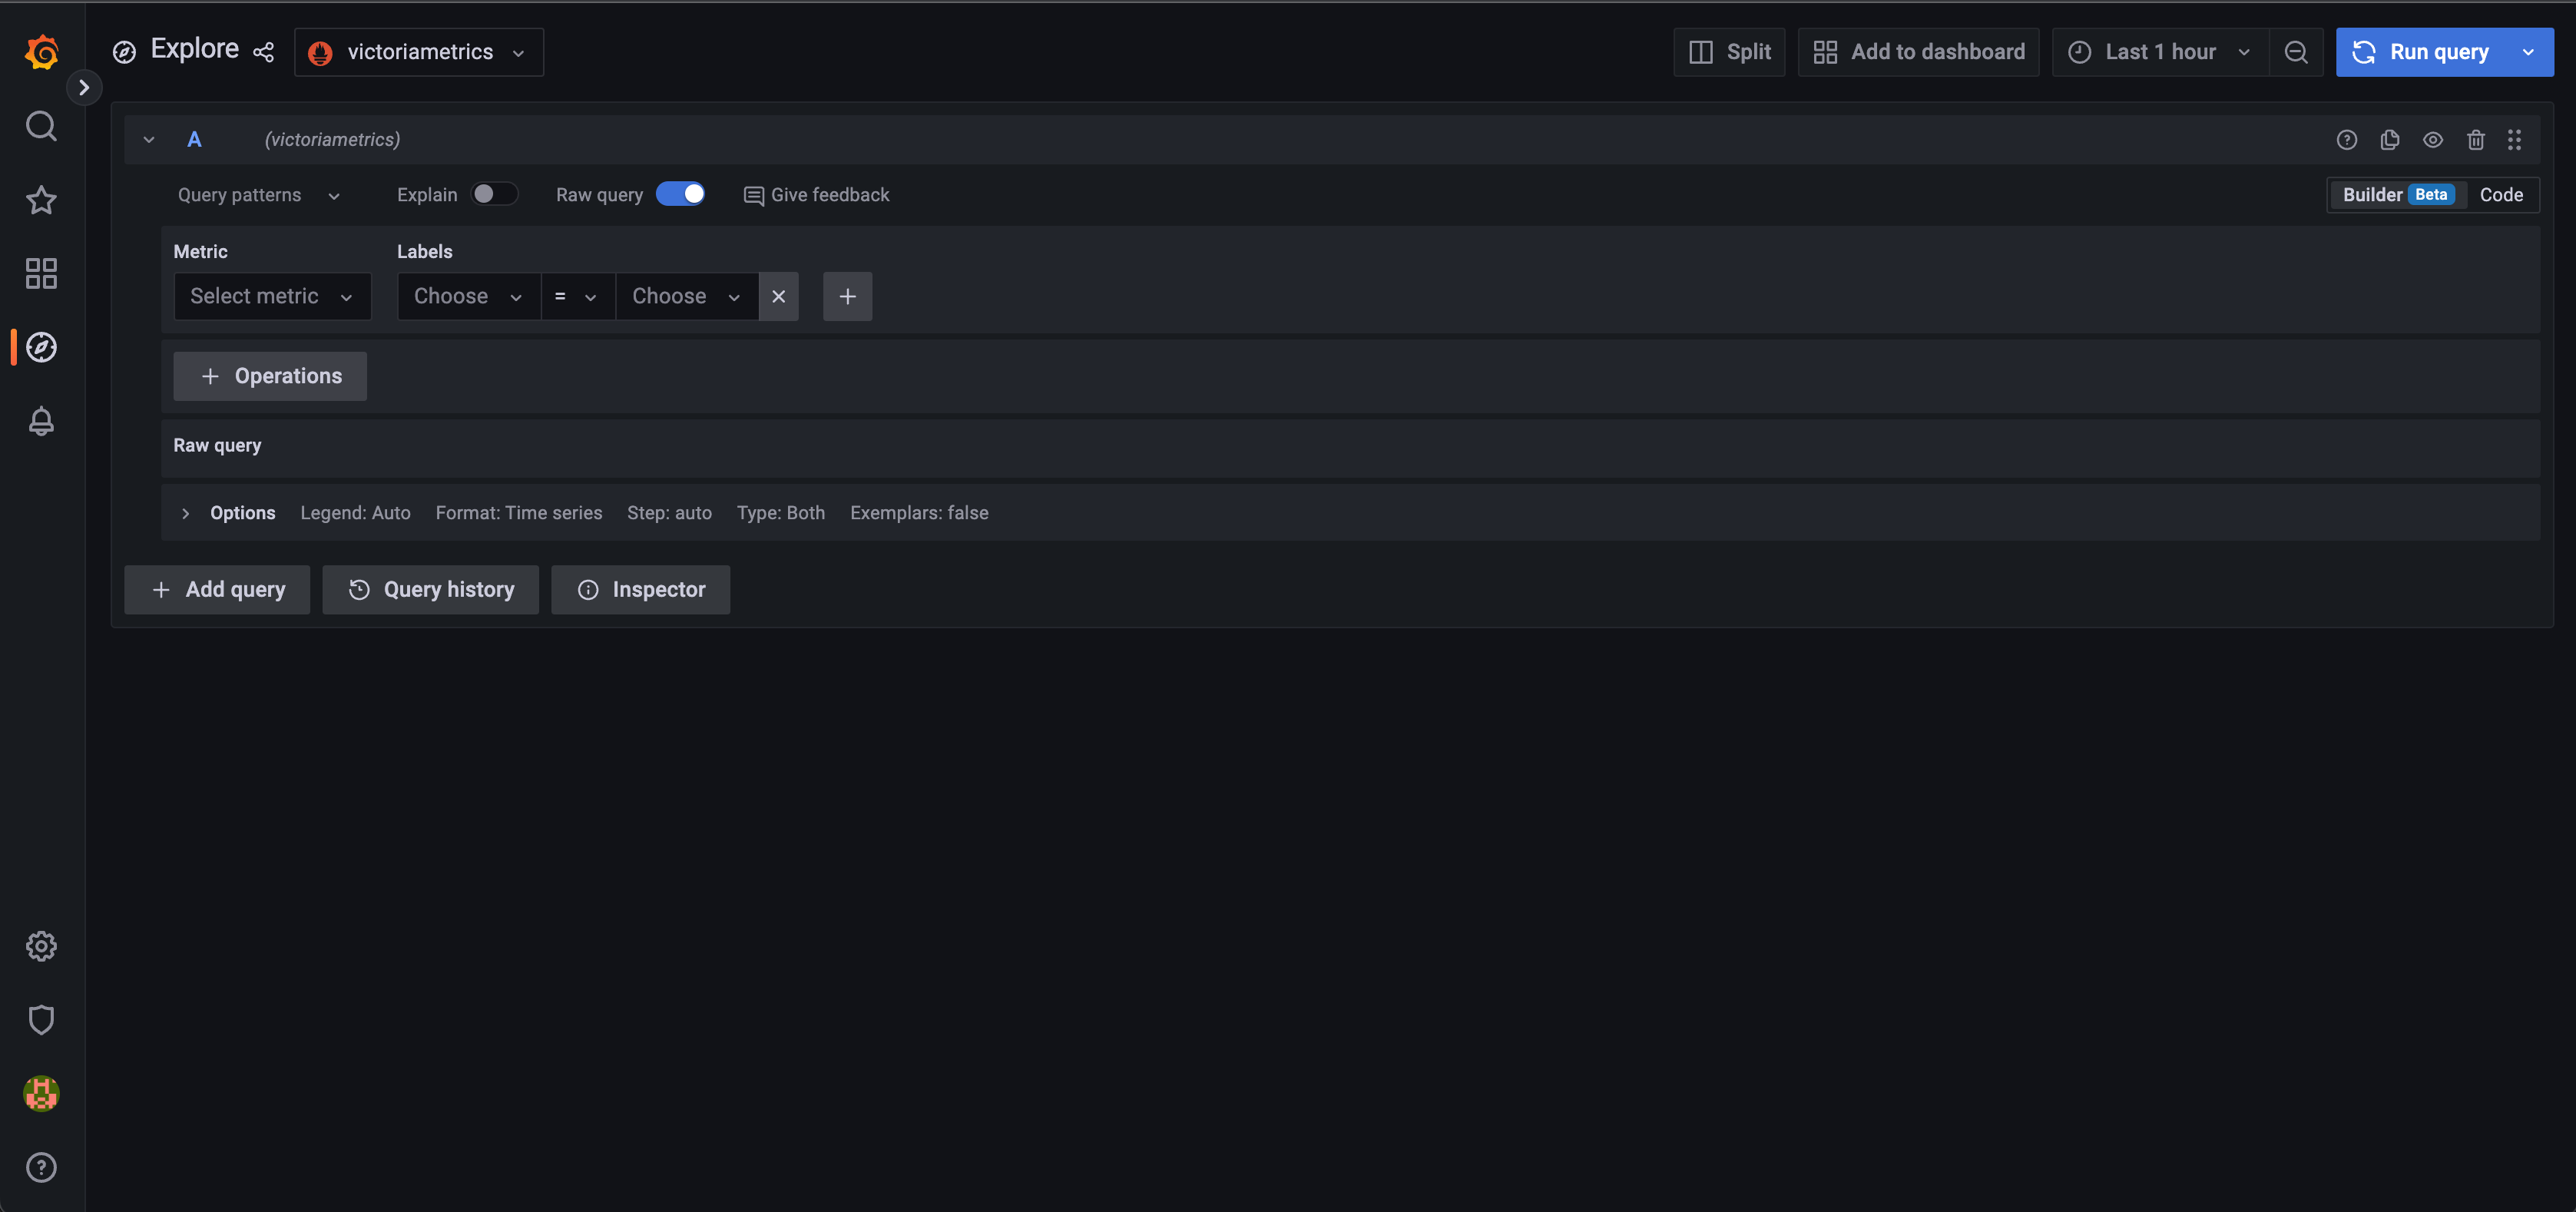 Explore victoriametrics Split Add to dashboard Last 1 hour Run query
A (victoriametrics)
Query patterns Explain Raw query Give feedback Builder Beta Code
Metric Labels
Select metric Choose = Choose
Operations
Raw query
Options Legend: Auto Format: Time series Step: auto Type: Both Exemplars: false
Add query Query history Inspector